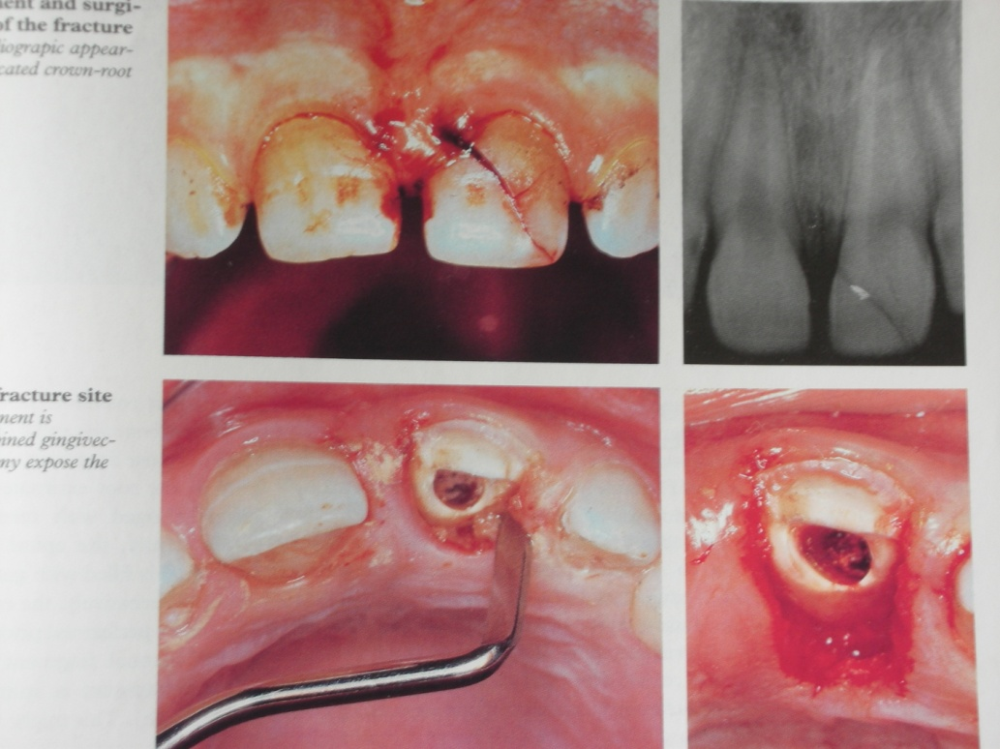 ment and surgi-
of the fracture
iograpic appear-
cated crown-root
fracture site
ment is
ined gingivec-
my expose the